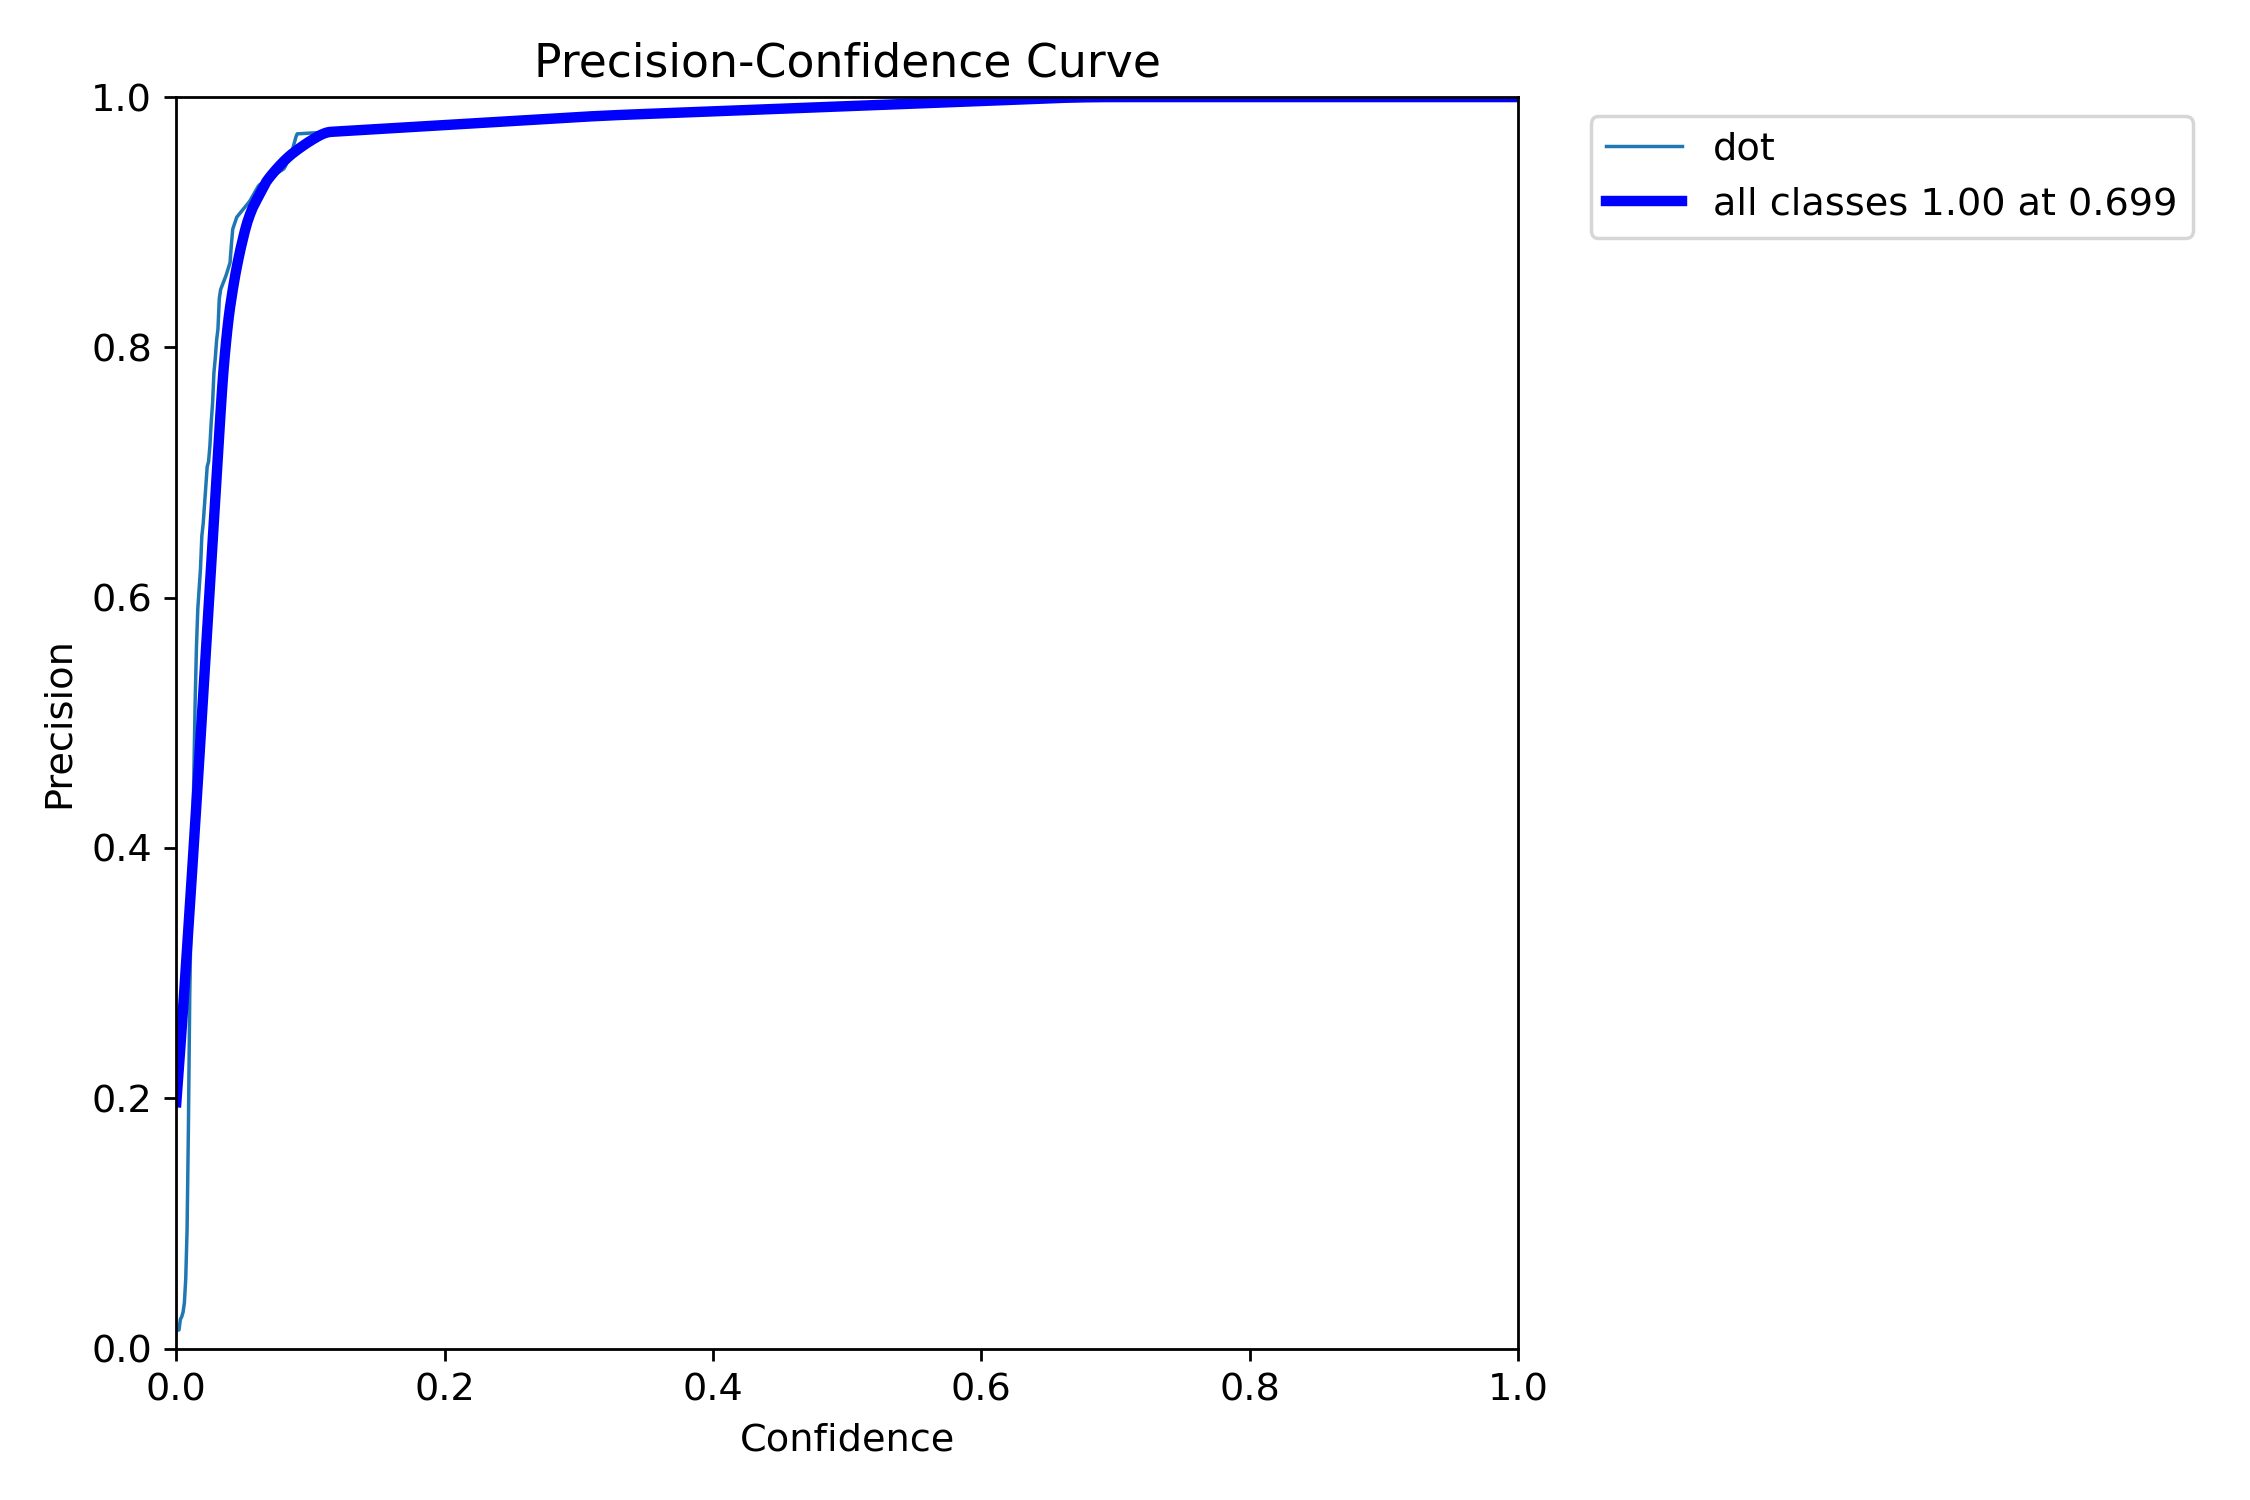 Precision-Confidence Curve
1.0
0.8
0.6
0.4
0.2
0.0
Precision
0.0 0.2 0.4 0.6 0.8 1.0
Confidence
dot
all classes 1.00 at 0.699